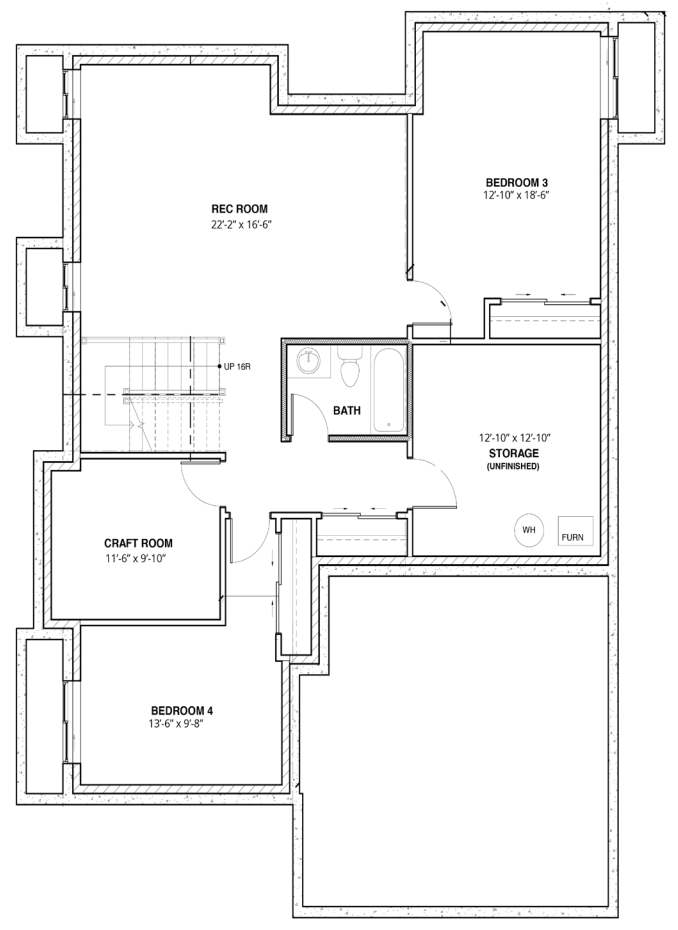 BEDROOM 3
12'-10" x 18'-6"
REC ROOM
22'-2" x 16'-6"
UP 16R
BATH
12'-10" x 12'-10"
STORAGE
(UNFINISHED)
WH
FURN
CRAFT ROOM
11'-6" x 9'-10"
BEDROOM 4
13'-6" x 9'-8"